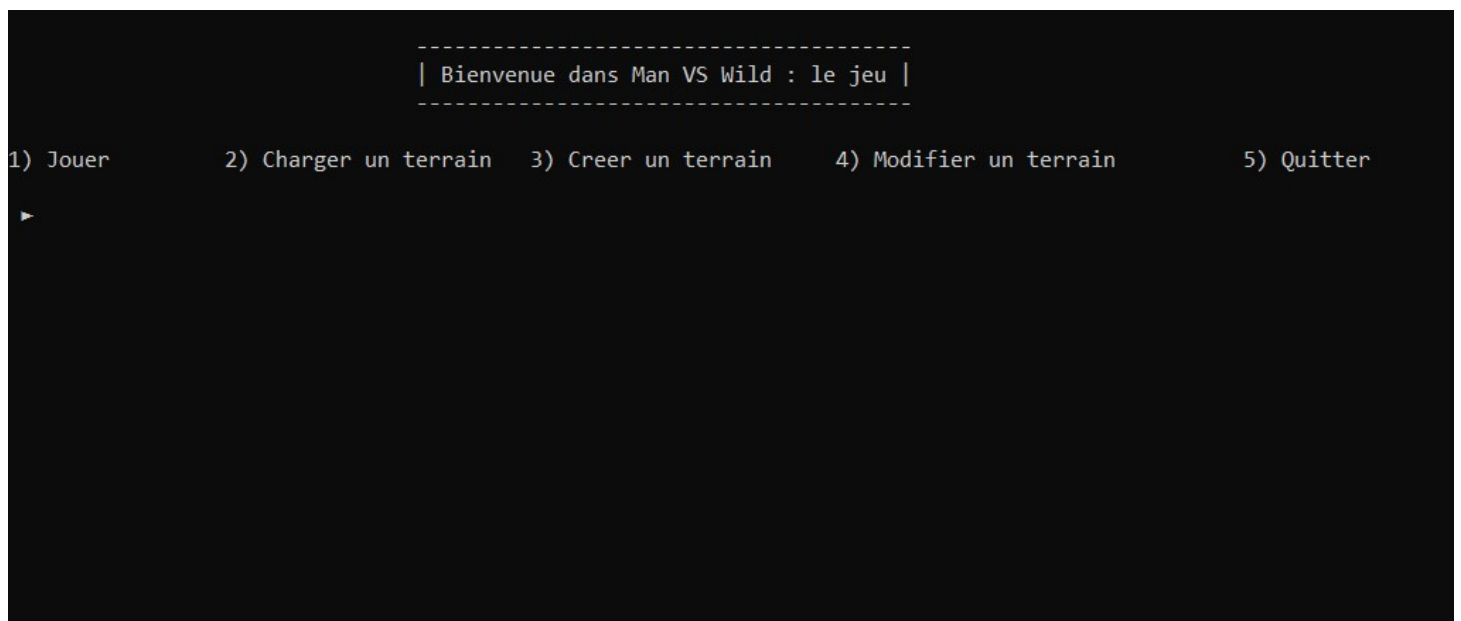 ---------------------------------------
| Bienvenue dans Man VS Wild : le jeu |
---------------------------------------
1) Jouer 2) Charger un terrain 3) Creer un terrain 4) Modifier un terrain 5) Quitter
►